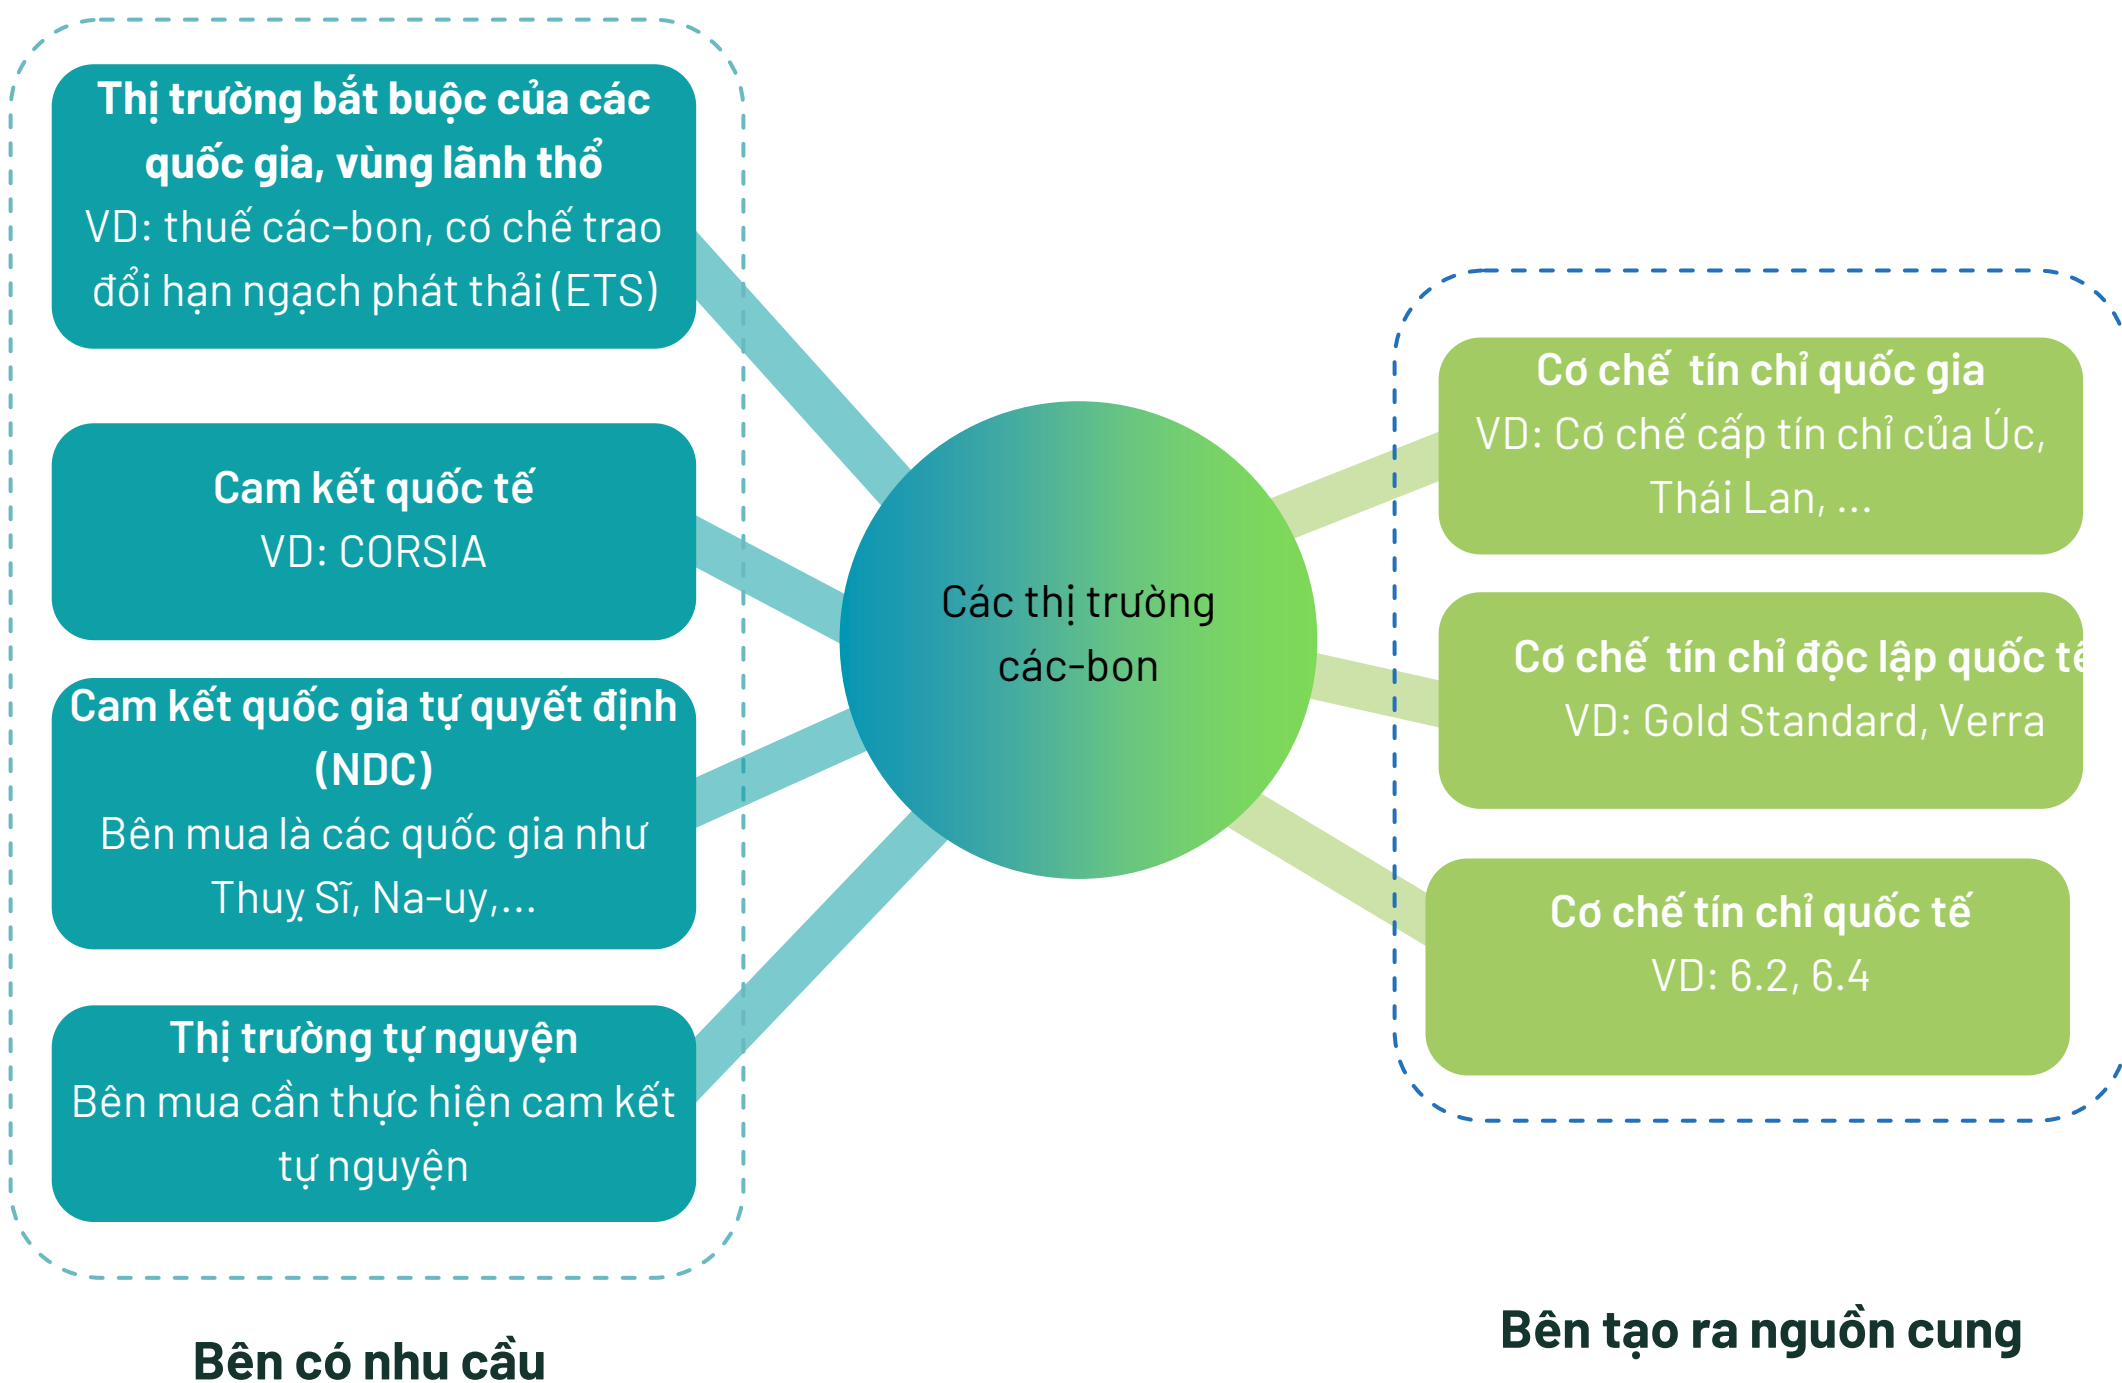 Thị trường bắt buộc của các
quốc gia, vùng lãnh thổ
VD: thuế các-bon, cơ chế trao
đổi hạn ngạch phát thải (ETS)
Cam kết quốc tế
VD: CORSIA
Cam kết quốc gia tự quyết định
(NDC)
Bên mua là các quốc gia như
Thuỵ Sĩ, Na-uy,...
Thị trường tự nguyện
Bên mua cần thực hiện cam kết
tự nguyện
Bên có nhu cầu
Các thị trường
các-bon
Cơ chế  tín chỉ quốc gia
VD: Cơ chế cấp tín chỉ của Úc,
Thái Lan, ...
Cơ chế  tín chỉ độc lập quốc tế
VD: Gold Standard, Verra
Cơ chế tín chỉ quốc tế
VD: 6.2, 6.4
Bên tạo ra nguồn cung